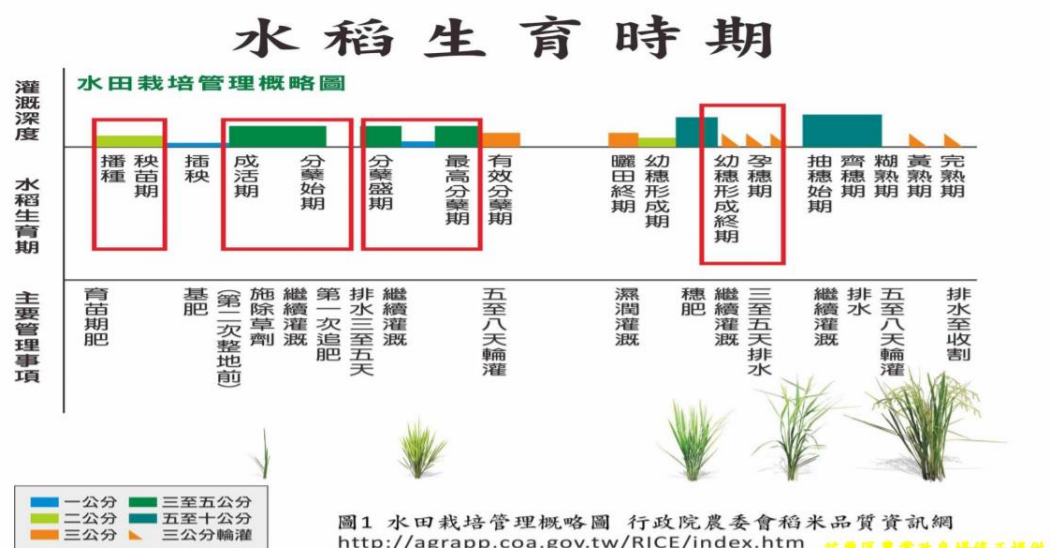 水稻生育時期
水田栽培管理概略圖
灌溉深度
水稻生育期
播種
秧苗期
插秧
成活期
分蘗始期
分蘗盛期
最高分蘗期
有效分蘗期
曬田終期
幼穗形成期
幼穗形成終期
孕穗期
抽穗始期
齊穗期
糊熟期
黃熟期
完熟期
主要管理事項
育苗期肥
基肥
(第二次整地前)
施除草劑
繼續灌溉
第一次追肥
排水三至五天
繼續灌溉
五至八天輪灌
濕潤灌溉
穗肥
繼續灌溉
三至五天排水
繼續灌溉
排水
五至八天輪灌
排水至收割
一公分
三至五公分
二公分
五至十公分
三公分
三公分輪灌
圖1 水田栽培管理概略圖 行政院農委會稻米品質資訊網
http://agrapp.coa.gov.tw/RICE/index.htm